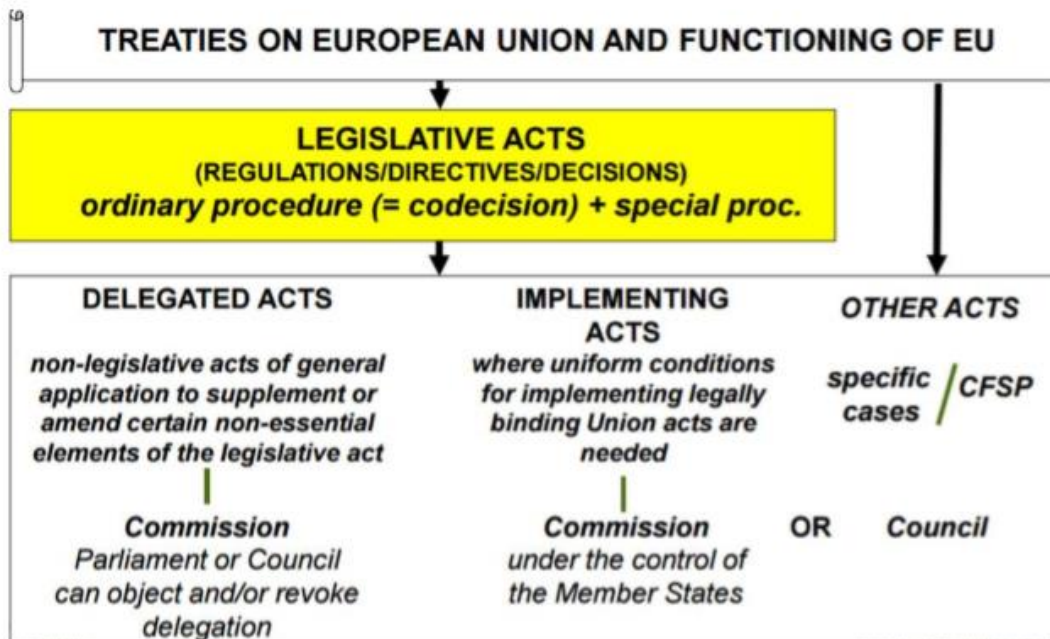 TREATIES ON EUROPEAN UNION AND FUNCTIONING OF EU
LEGISLATIVE ACTS
(REGULATIONS/DIRECTIVES/DECISIONS)
ordinary procedure (= codecision) + special proc.
DELEGATED ACTS
non-legislative acts of general
application to supplement or
amend certain non-essential
elements of the legislative act
Commission
Parliament or Council
can object and/or revoke
delegation
IMPLEMENTING
ACTS
where uniform conditions
for implementing legally
binding Union acts are
needed
Commission
under the control of
the Member States
OR
Council
OTHER ACTS
specific
cases
CFSP